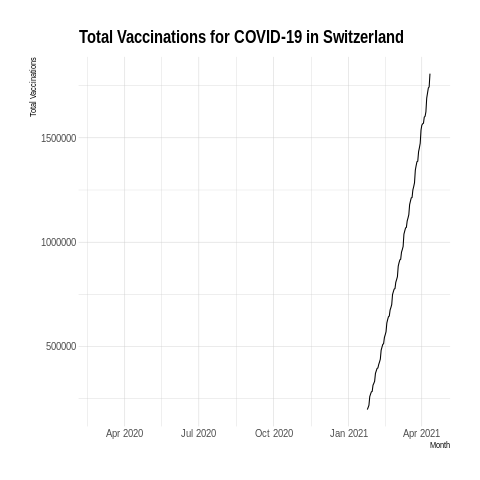 Total Vaccinations for COVID-19 in Switzerland
Total Vaccinations
1500000
1000000
500000
Apr 2020 Jul 2020 Oct 2020 Jan 2021 Apr 2021
Month